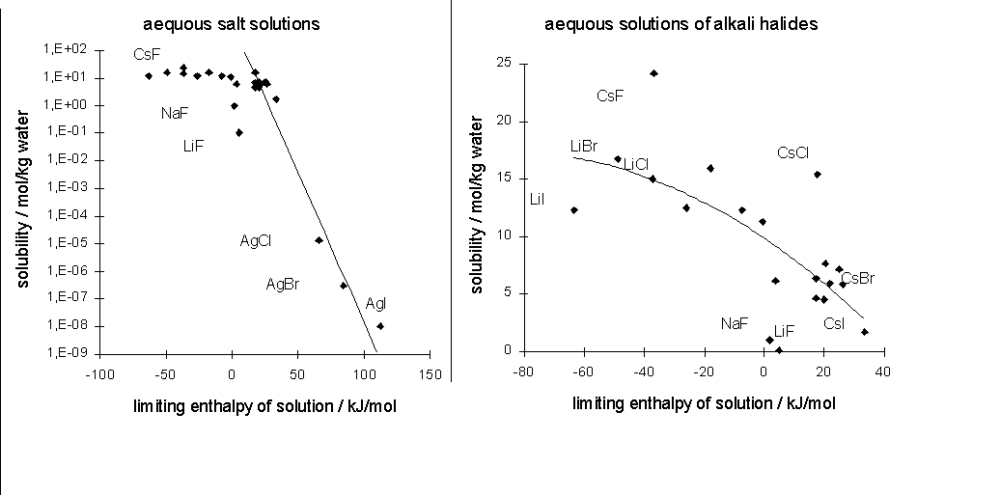 aequous salt solutions
solubility / mol/kg water
1,E+02
1,E+01
1,E+00
1,E-01
1,E-02
1,E-03
1,E-04
1,E-05
1,E-06
1,E-07
1,E-08
1,E-09
CsF
NaF
LiF
AgCl
AgBr
AgI
-100
-50
0
50
100
150
limiting enthalpy of solution / kJ/mol
aequous solutions of alkali halides
solubility / mol/kg water
25
20
15
10
5
0
CsF
LiBr
LiCl
CsCl
LiI
CsBr
NaF
LiF
CsI
-80
-60
-40
-20
0
20
40
limiting enthalpy of solution / kJ/mol